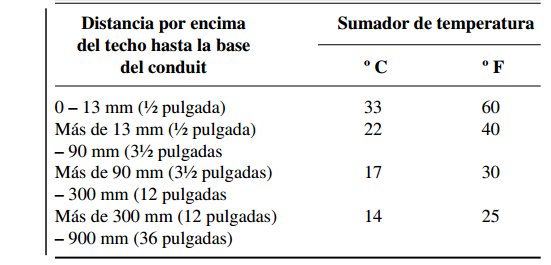 Distancia por encima
del techo hasta la base
del conduit
Sumador de temperatura
º C º F
0 – 13 mm (½ pulgada) 33 60
Más de 13 mm (½ pulgada) 22 40
– 90 mm (3½ pulgadas
Más de 90 mm (3½ pulgadas) 17 30
– 300 mm (12 pulgadas
Más de 300 mm (12 pulgadas) 14 25
– 900 mm (36 pulgadas)